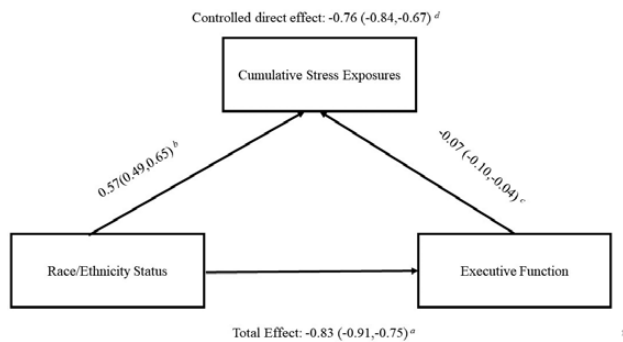 Controlled direct effect: -0.76 (-0.84,-0.67) d
Cumulative Stress Exposures
0.57(0.49,0.65) b
-0.07 (-0.10,-0.04) c
Race/Ethnicity Status
Executive Function
Total Effect: -0.83 (-0.91,-0.75) a